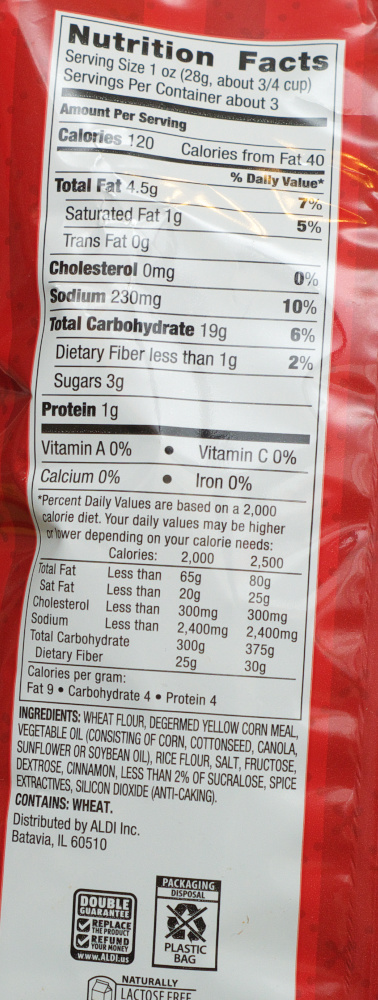 Nutrition Facts
Serving Size 1 oz (28g, about 3/4 cup)
Servings Per Container about 3
Amount Per Serving
Calories 120 Calories from Fat 40
% Daily Value*
Total Fat 4.5g 7%
Saturated Fat 1g 5%
Trans Fat 0g
Cholesterol 0mg 0%
Sodium 230mg 10%
Total Carbohydrate 19g 6%
Dietary Fiber less than 1g 2%
Sugars 3g
Protein 1g
Vitamin A 0% • Vitamin C 0%
Calcium 0% • Iron 0%
*Percent Daily Values are based on a 2,000
calorie diet. Your daily values may be higher
or lower depending on your calorie needs:
Calories: 2,000 2,500
Total Fat Less than 65g 80g
Sat Fat Less than 20g 25g
Cholesterol Less than 300mg 300mg
Sodium Less than 2,400mg 2,400mg
Total Carbohydrate 300g 375g
Dietary Fiber 25g 30g
Calories per gram:
Fat 9 • Carbohydrate 4 • Protein 4
INGREDIENTS: WHEAT FLOUR, DEGERMED YELLOW CORN MEAL,
VEGETABLE OIL (CONSISTING OF CORN, COTTONSEED, CANOLA,
SUNFLOWER OR SOYBEAN OIL), RICE FLOUR, SALT, FRUCTOSE,
DEXTROSE, CINNAMON, LESS THAN 2% OF SUCRALOSE, SPICE
EXTRACTIVES, SILICON DIOXIDE (ANTI-CAKING).
CONTAINS: WHEAT.
Distributed by ALDI Inc.
Batavia, IL 60510
DOUBLE
GUARANTEE
REPLACE
THE PRODUCT
REFUND
YOUR MONEY
www.ALDI.us
PACKAGING
DISPOSAL
PLASTIC
BAG
NATURALLY
LACTOSE FREE